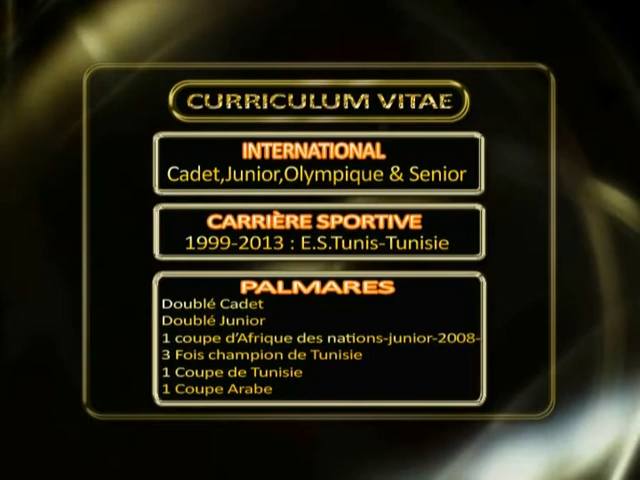 CURRICULUM VITAE
INTERNATIONAL
Cadet,Junior,Olympique & Senior
CARRIÈRE SPORTIVE
1999-2013 : E.S.Tunis-Tunisie
PALMARES
Doublé Cadet
Doublé Junior
1 coupe d'Afrique des nations-junior-2008-
3 Fois champion de Tunisie
1 Coupe de Tunisie
1 Coupe Arabe